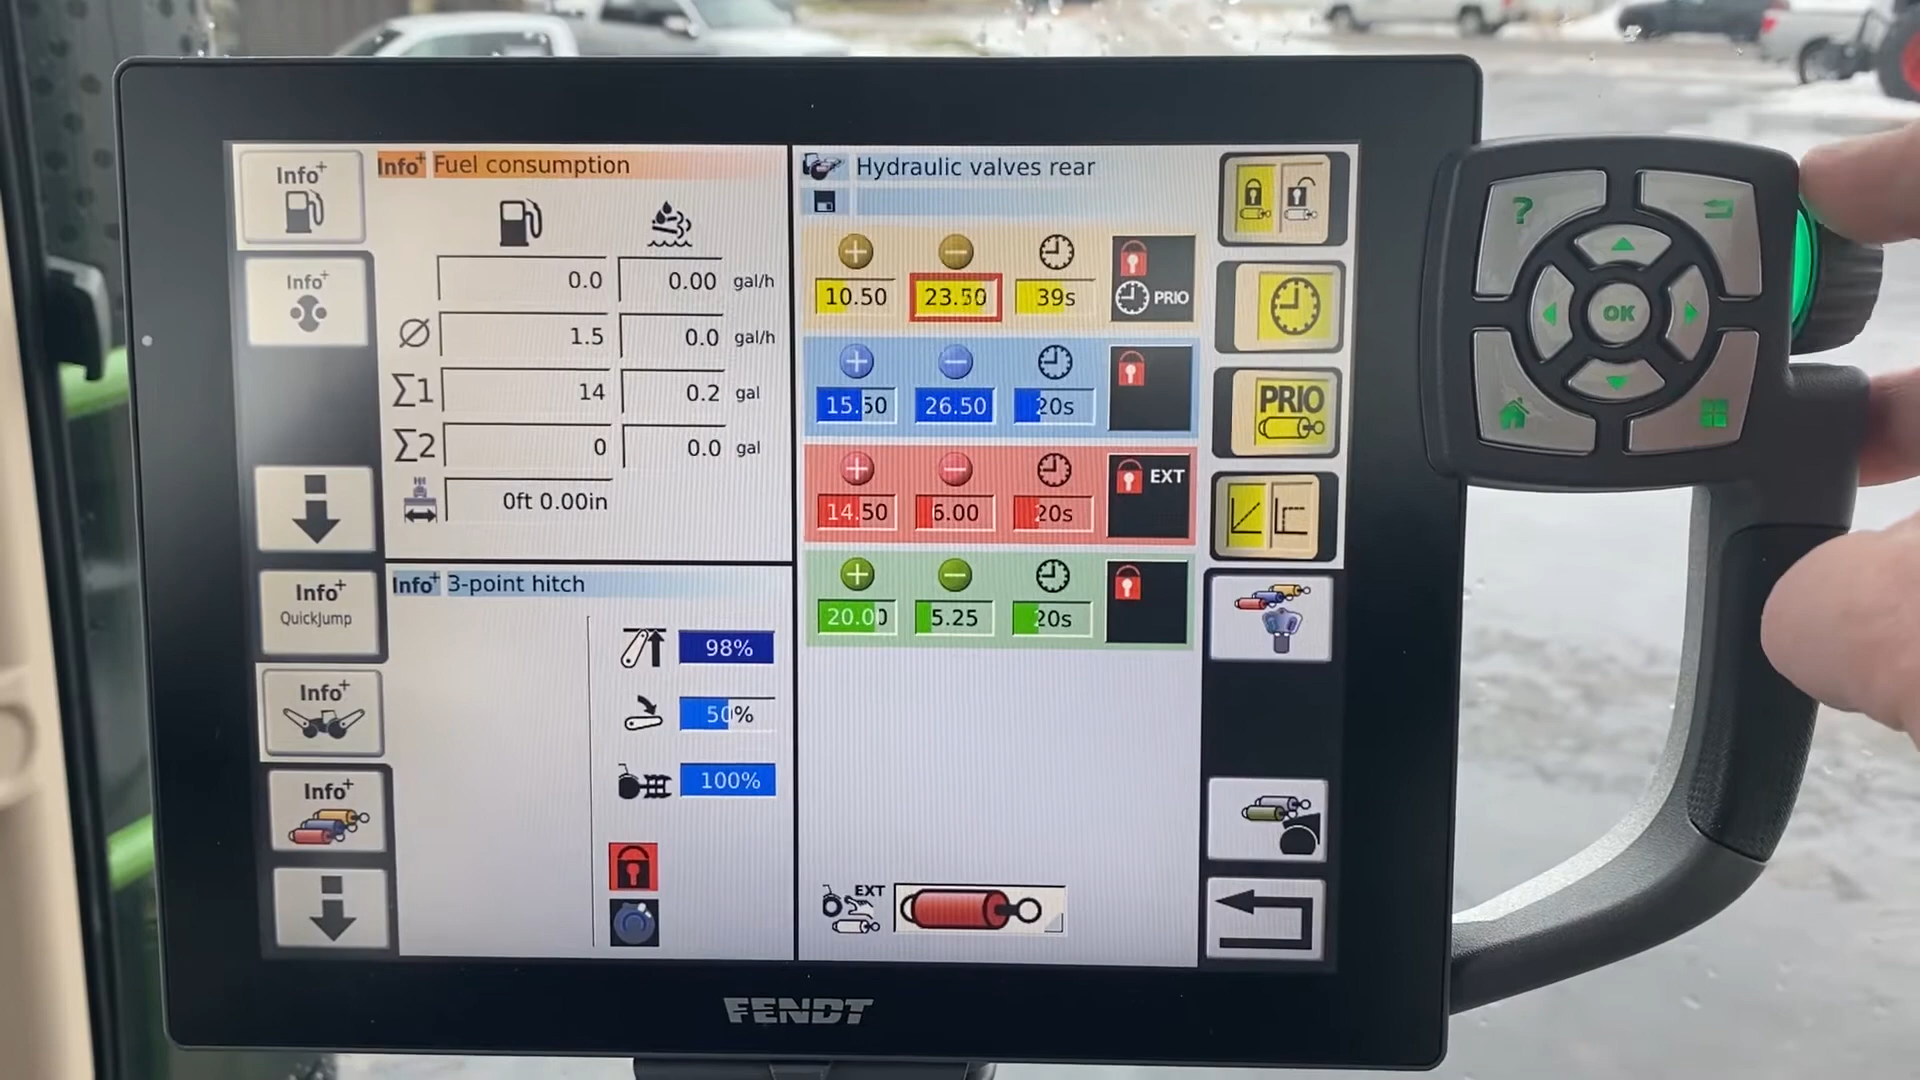 Info+
Info+
Info+
QuickJump
Info+
Info+
Info+ Fuel consumption
0.0 0.00 gal/h
Ø 1.5 0.0 gal/h
Σ1 14 0.2 gal
Σ2 0 0.0 gal
0ft 0.00in
Info+ 3-point hitch
98%
50%
100%
Hydraulic valves rear
10.50 23.50 39s PRIO
15.50 26.50 20s
14.50 6.00 20s EXT
20.00 5.25 20s
EXT
PRIO
?
OK
FENDT